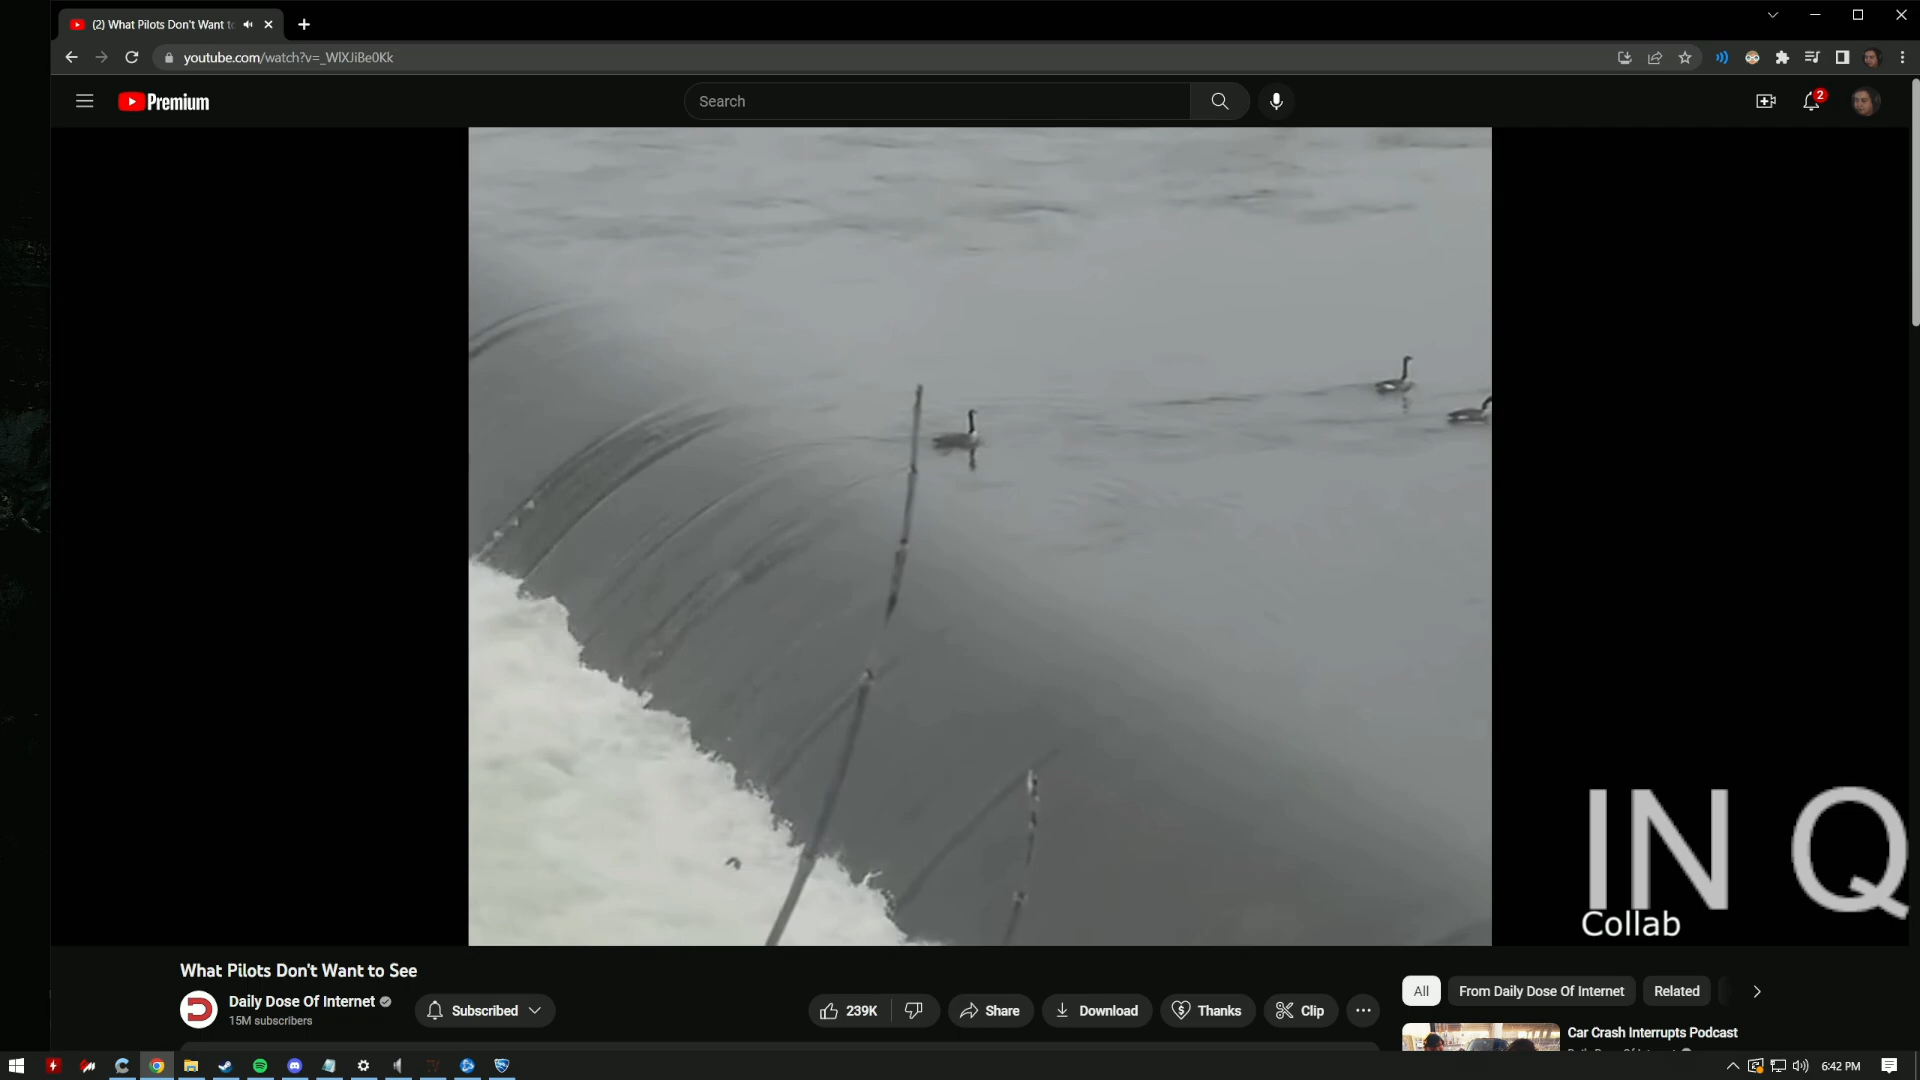 (2) What Pilots Don't Want to
youtube.com/watch?v=_WlXJiBe0Kk
Premium
Search
2
IN Q
Collab
What Pilots Don't Want to See
Daily Dose Of Internet
15M subscribers
Subscribed
239K
Share
Download
Thanks
Clip
All
From Daily Dose Of Internet
Related
Car Crash Interrupts Podcast
6:42 PM